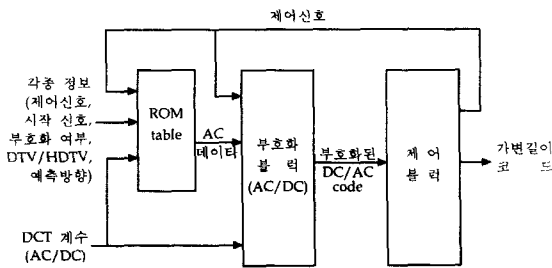 제어신호
각종 정보
(제어신호,
시작 신호,
부호화 여부,
DTV/HDTV,
예측방향)
ROM
table
AC
데이타
부호화
블럭
(AC/DC)
부호화된
DC/AC
code
제 어
블 럭
가변길이
코 드
DCT 계수
(AC/DC)